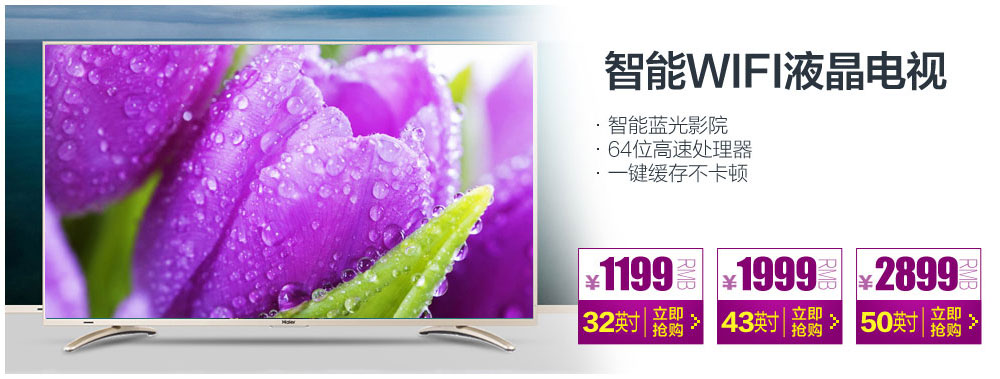 智能WIFI液晶电视
· 智能蓝光影院
· 64位高速处理器
· 一键缓存不卡顿
¥1199 RMB
32英寸 立即抢购 >
¥1999 RMB
43英寸 立即抢购 >
¥2899 RMB
50英寸 立即抢购 >
Haier